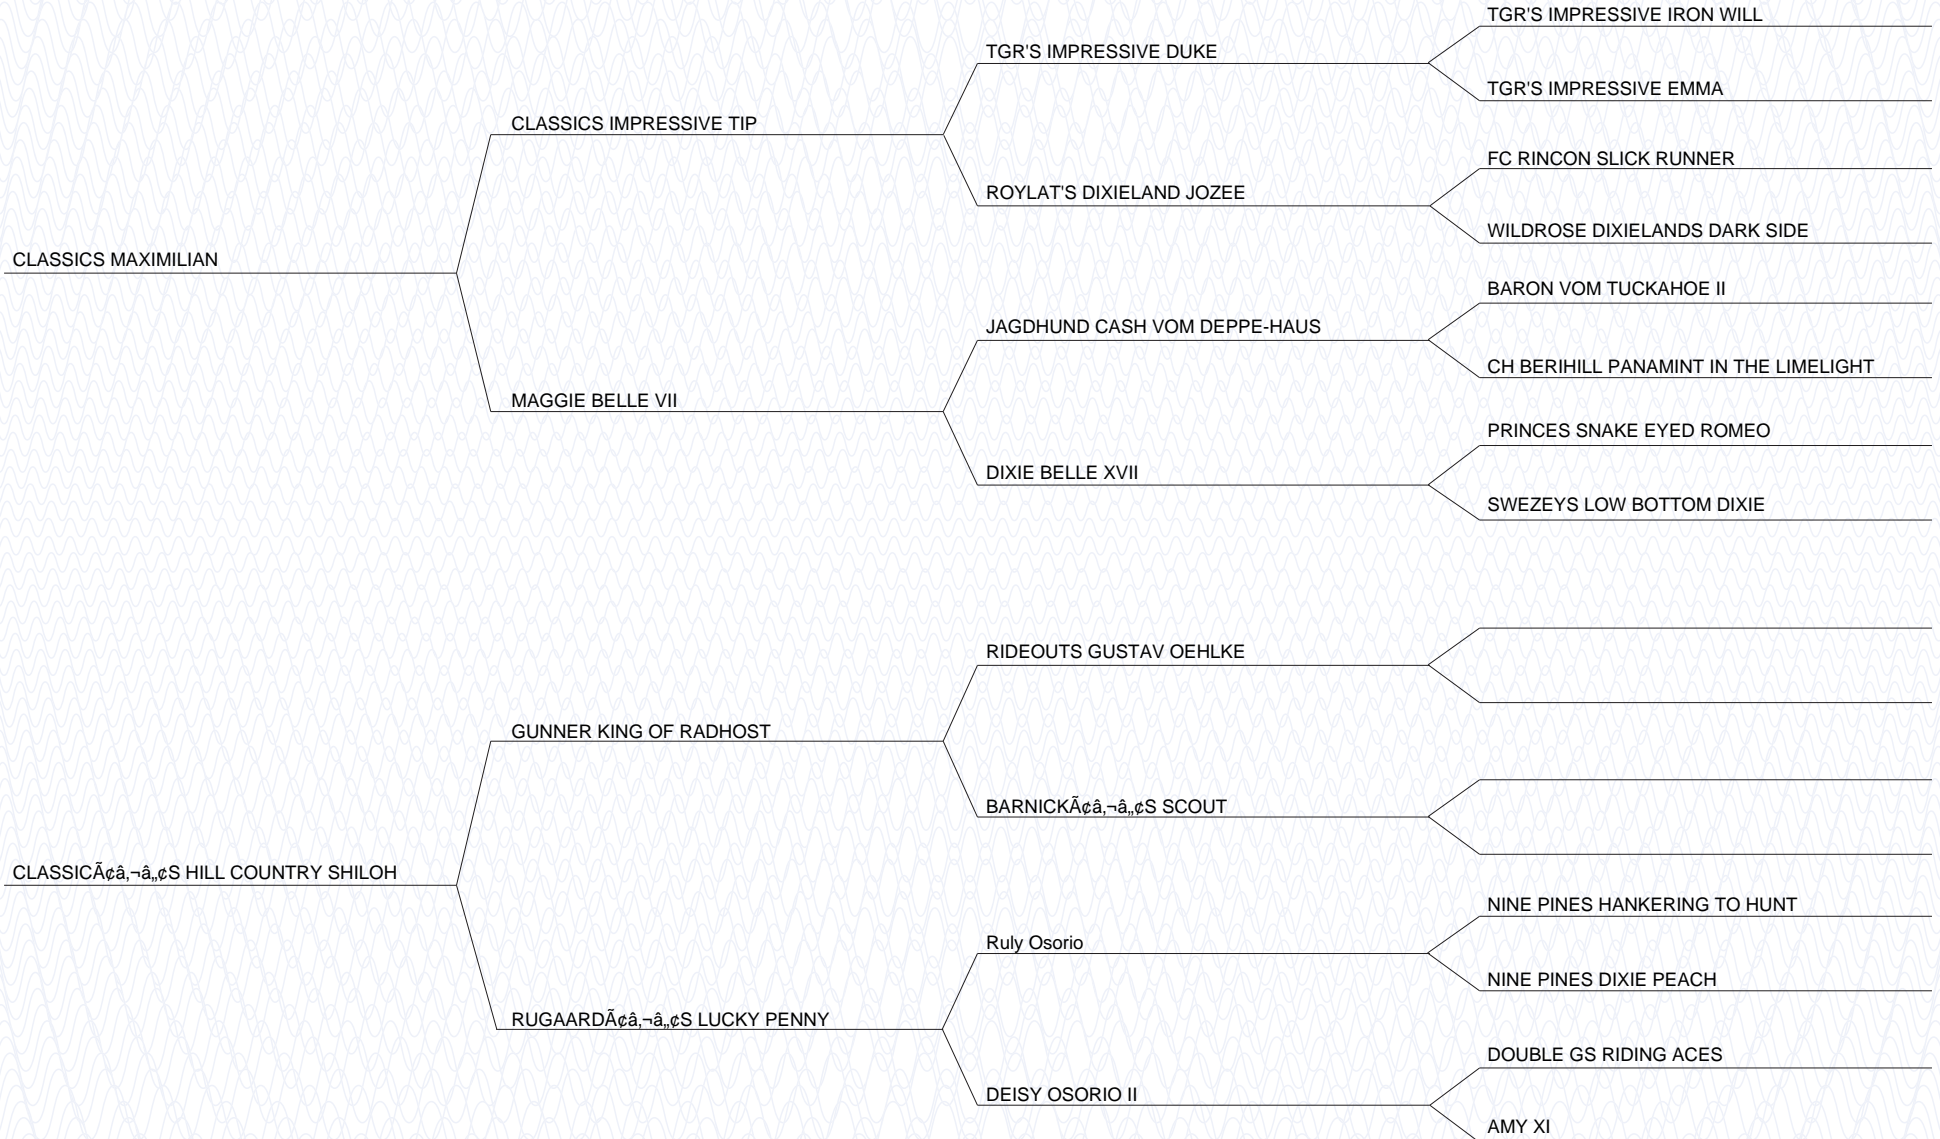 TGR'S IMPRESSIVE IRON WILL
TGR'S IMPRESSIVE DUKE
TGR'S IMPRESSIVE EMMA
CLASSICS IMPRESSIVE TIP
FC RINCON SLICK RUNNER
ROYLAT'S DIXIELAND JOZEE
WILDROSE DIXIELANDS DARK SIDE
CLASSICS MAXIMILIAN
BARON VOM TUCKAHOE II
JAGDHUND CASH VOM DEPPE-HAUS
CH BERIHILL PANAMINT IN THE LIMELIGHT
MAGGIE BELLE VII
PRINCES SNAKE EYED ROMEO
DIXIE BELLE XVII
SWEZEYS LOW BOTTOM DIXIE
RIDEOUTS GUSTAV OEHLKE
GUNNER KING OF RADHOST
BARNICKÃ¢â‚¬â„¢S SCOUT
CLASSICÃ¢â‚¬â„¢S HILL COUNTRY SHILOH
NINE PINES HANKERING TO HUNT
Ruly Osorio
NINE PINES DIXIE PEACH
RUGAARDÃ¢â‚¬â„¢S LUCKY PENNY
DOUBLE GS RIDING ACES
DEISY OSORIO II
AMY XI